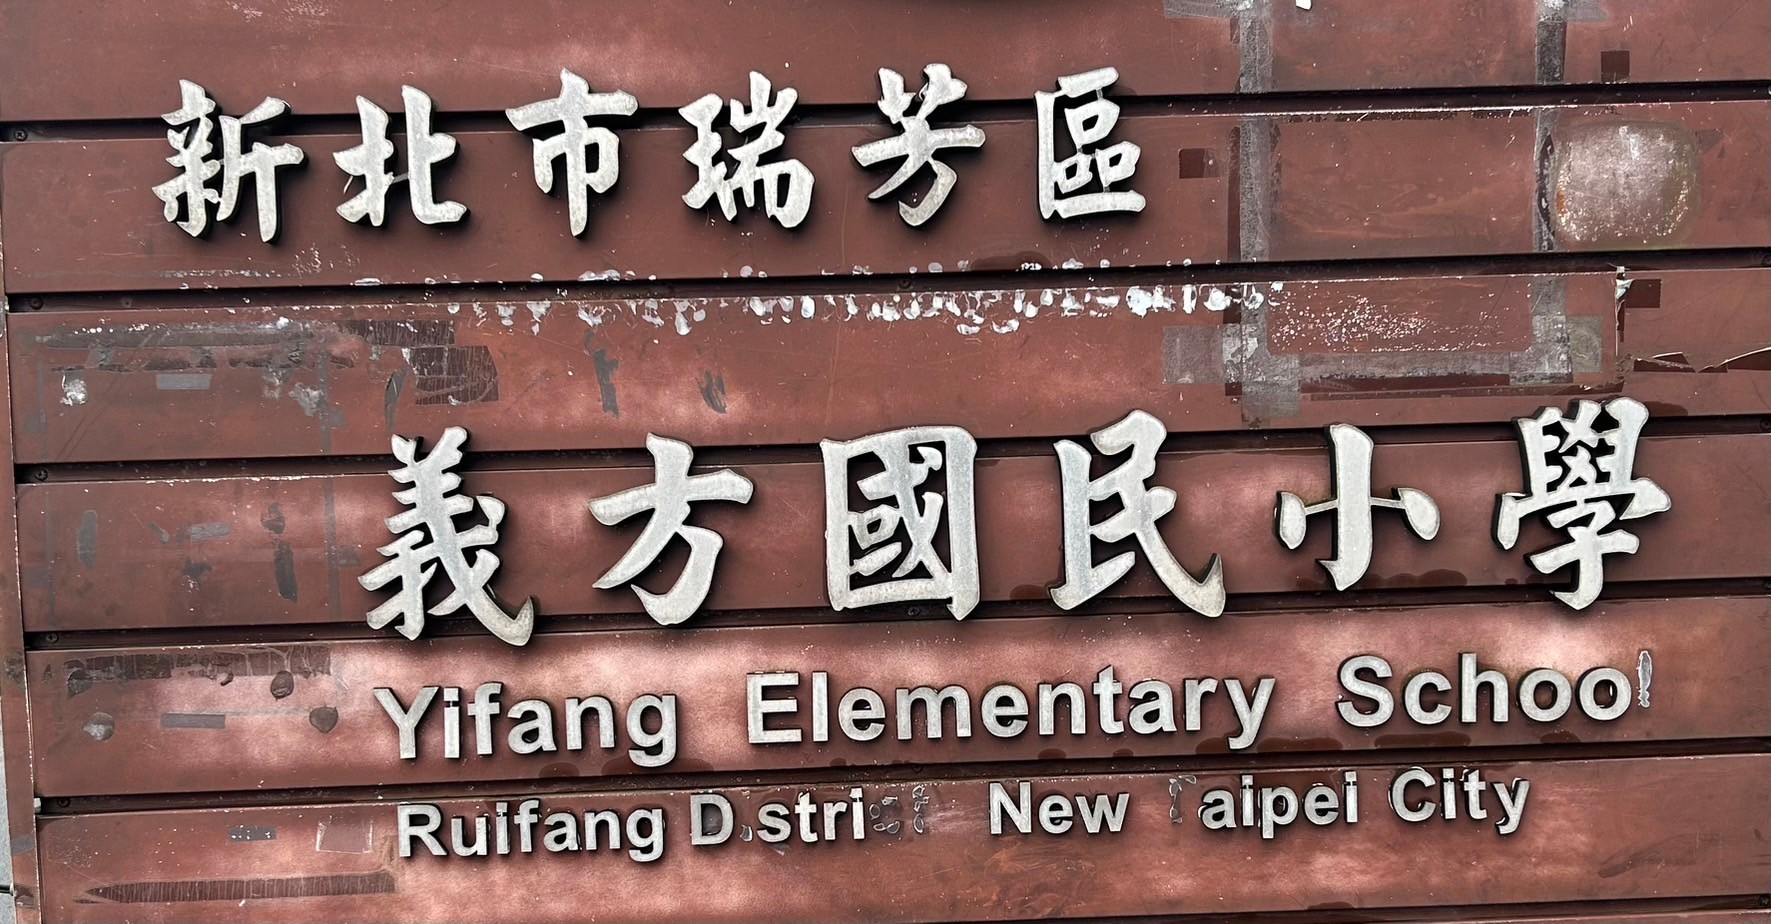 新北市瑞芳區
義方國民小學
Yifang Elementary Schoo
Ruifang D stri New aipei City